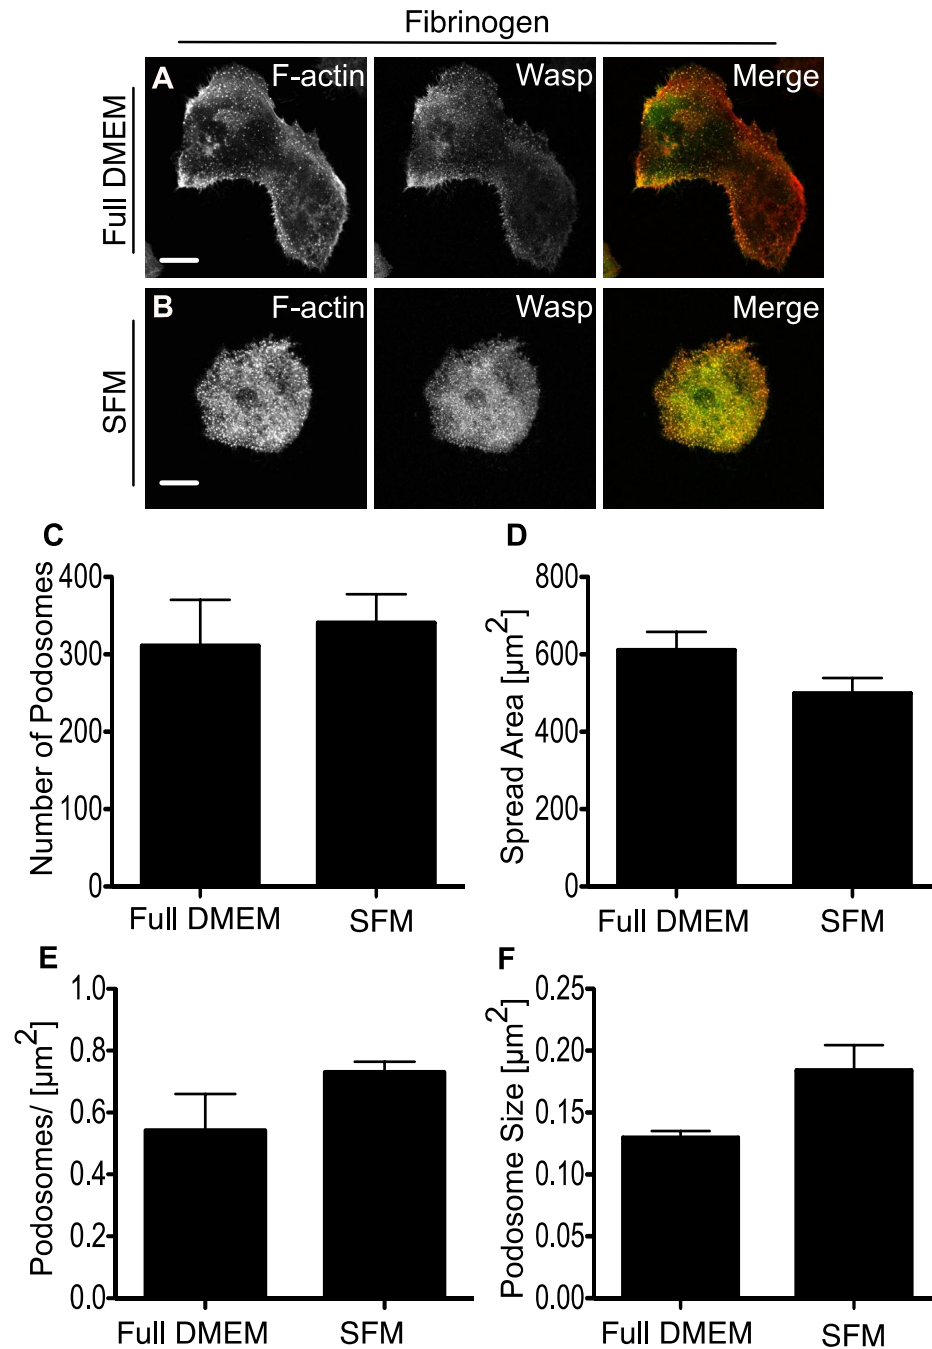 Fibrinogen
Full DMEM
A
F-actin
Wasp
Merge
SFM
B
F-actin
Wasp
Merge
C
Number of Podosomes
400
300
200
100
0
Full DMEM
SFM
D
Spread Area [µm²]
800
600
400
200
0
Full DMEM
SFM
E
Podosomes/ [µm²]
1.0
0.8
0.6
0.4
0.2
0.0
Full DMEM
SFM
F
Podosome Size [µm²]
0.25
0.20
0.15
0.10
0.05
0.00
Full DMEM
SFM